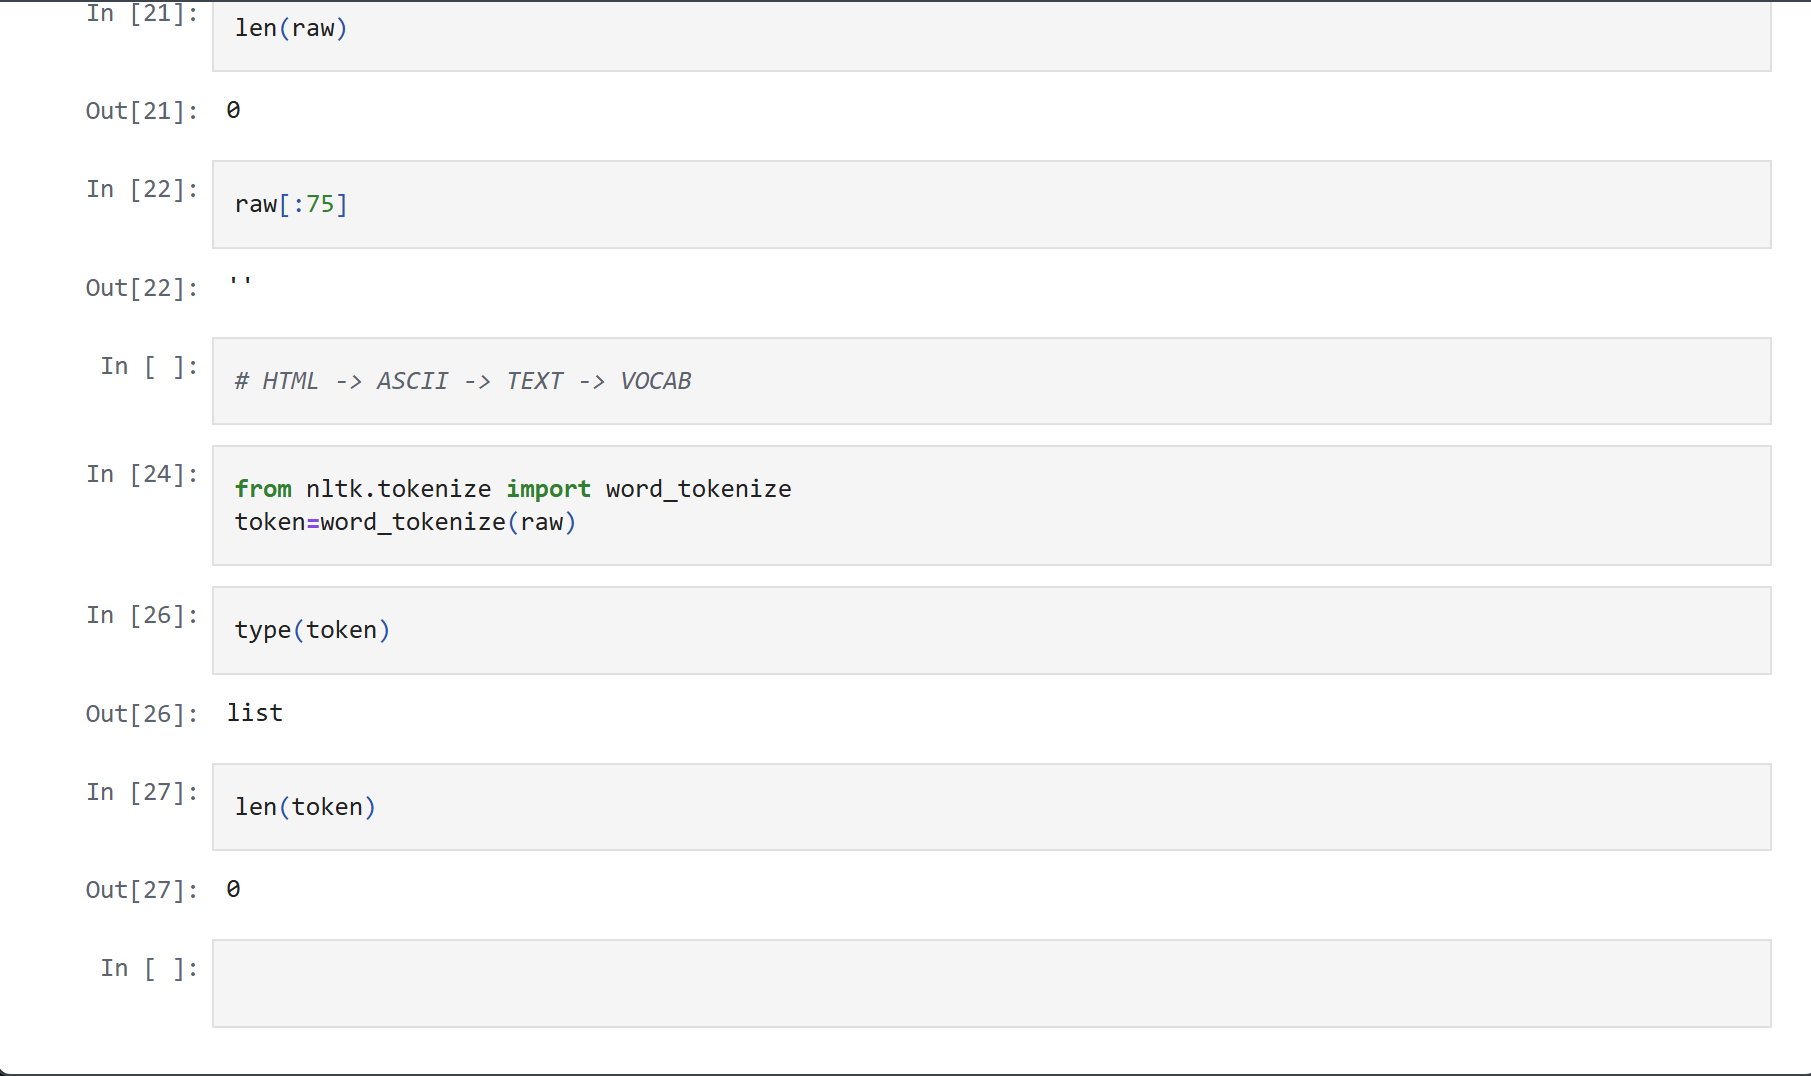 In [21]:
len(raw)
Out[21]: 0
In [22]:
raw[:75]
Out[22]: ''
In [ ]:
# HTML -> ASCII -> TEXT -> VOCAB
In [24]:
from nltk.tokenize import word_tokenize
token=word_tokenize(raw)
In [26]:
type(token)
Out[26]: list
In [27]:
len(token)
Out[27]: 0
In [ ]: